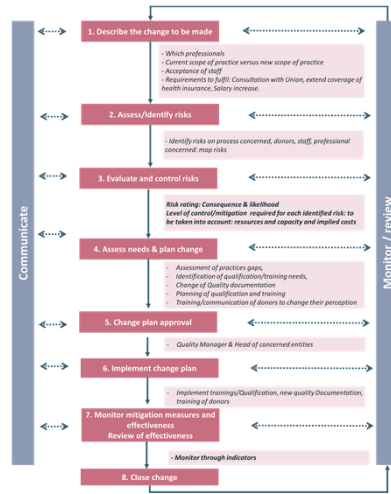 Communicate
1. Describe the change to be made
- Which professionals
- Current scope of practice versus new scope of practice
- Acceptance of staff
- Requirements to fulfil: Consultation with Union, extend coverage of
health insurance, Salary increase.
2. Assess/Identify risks
- Identify risks on process concerned, donors, staff, professional
concerned: map risks
3. Evaluate and control risks
Risk rating: Consequence & likelihood
Level of control/mitigation required for each identified risk: to
be taken into account: resources and capacity and implied costs
4. Assess needs & plan change
- Assessment of practices gaps,
- Identification of qualification/training needs,
- Change of Quality documentation
- Planning of qualification and training
- Training/communication of donors to change their perception
5. Change plan approval
- Quality Manager & Head of concerned entities
6. Implement change plan
- Implement trainings/Qualification, new quality Documentation,
training of donors
7. Monitor mitigation measures and
effectiveness
Review of effectiveness
- Monitor through indicators
8. Close change
Monitor / review